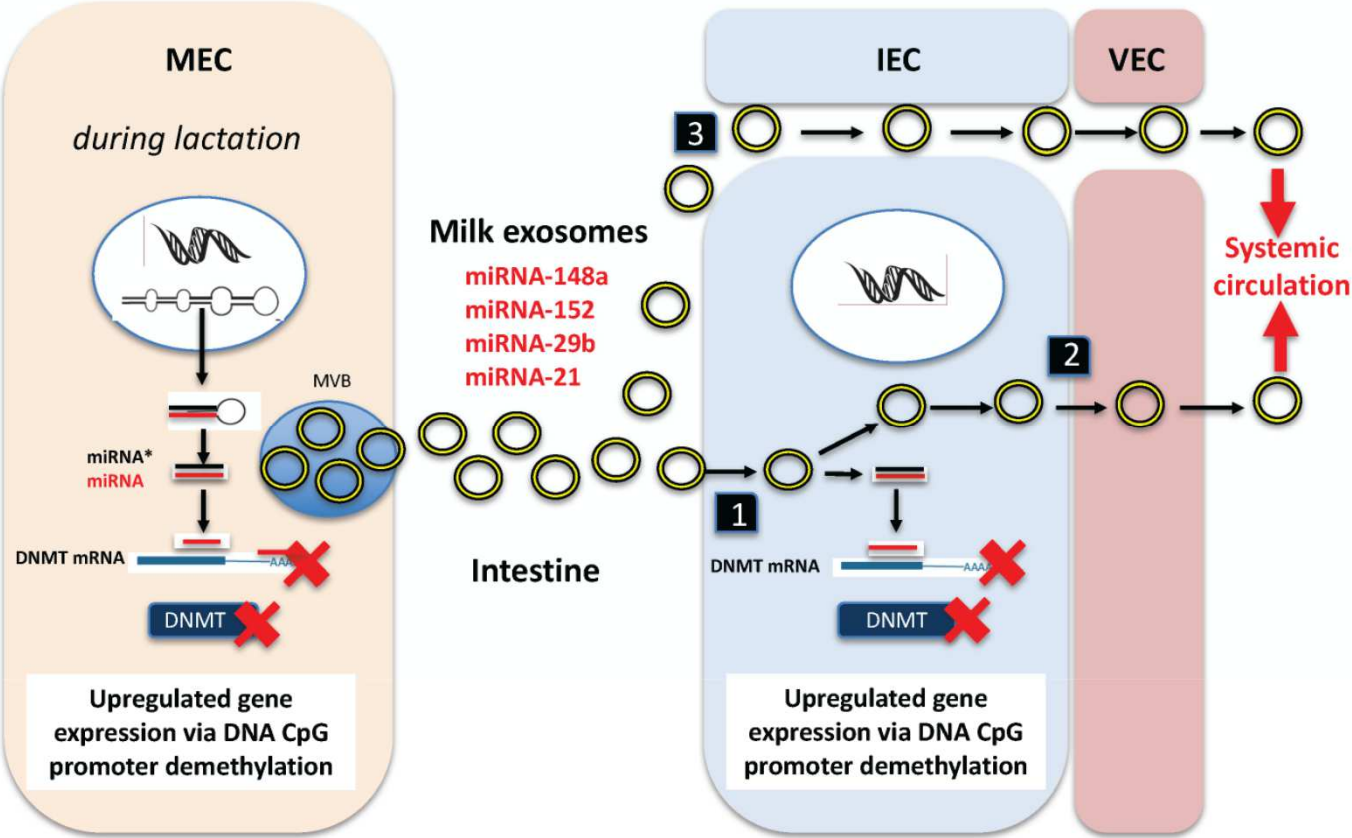 MEC
during lactation
miRNA*
miRNA
DNMT mRNA
AAA
DNMT
Upregulated gene
expression via DNA CpG
promoter demethylation
MVB
Milk exosomes
miRNA-148a
miRNA-152
miRNA-29b
miRNA-21
Intestine
IEC
VEC
3
2
1
DNMT mRNA
AAAA
DNMT
Upregulated gene
expression via DNA CpG
promoter demethylation
Systemic
circulation